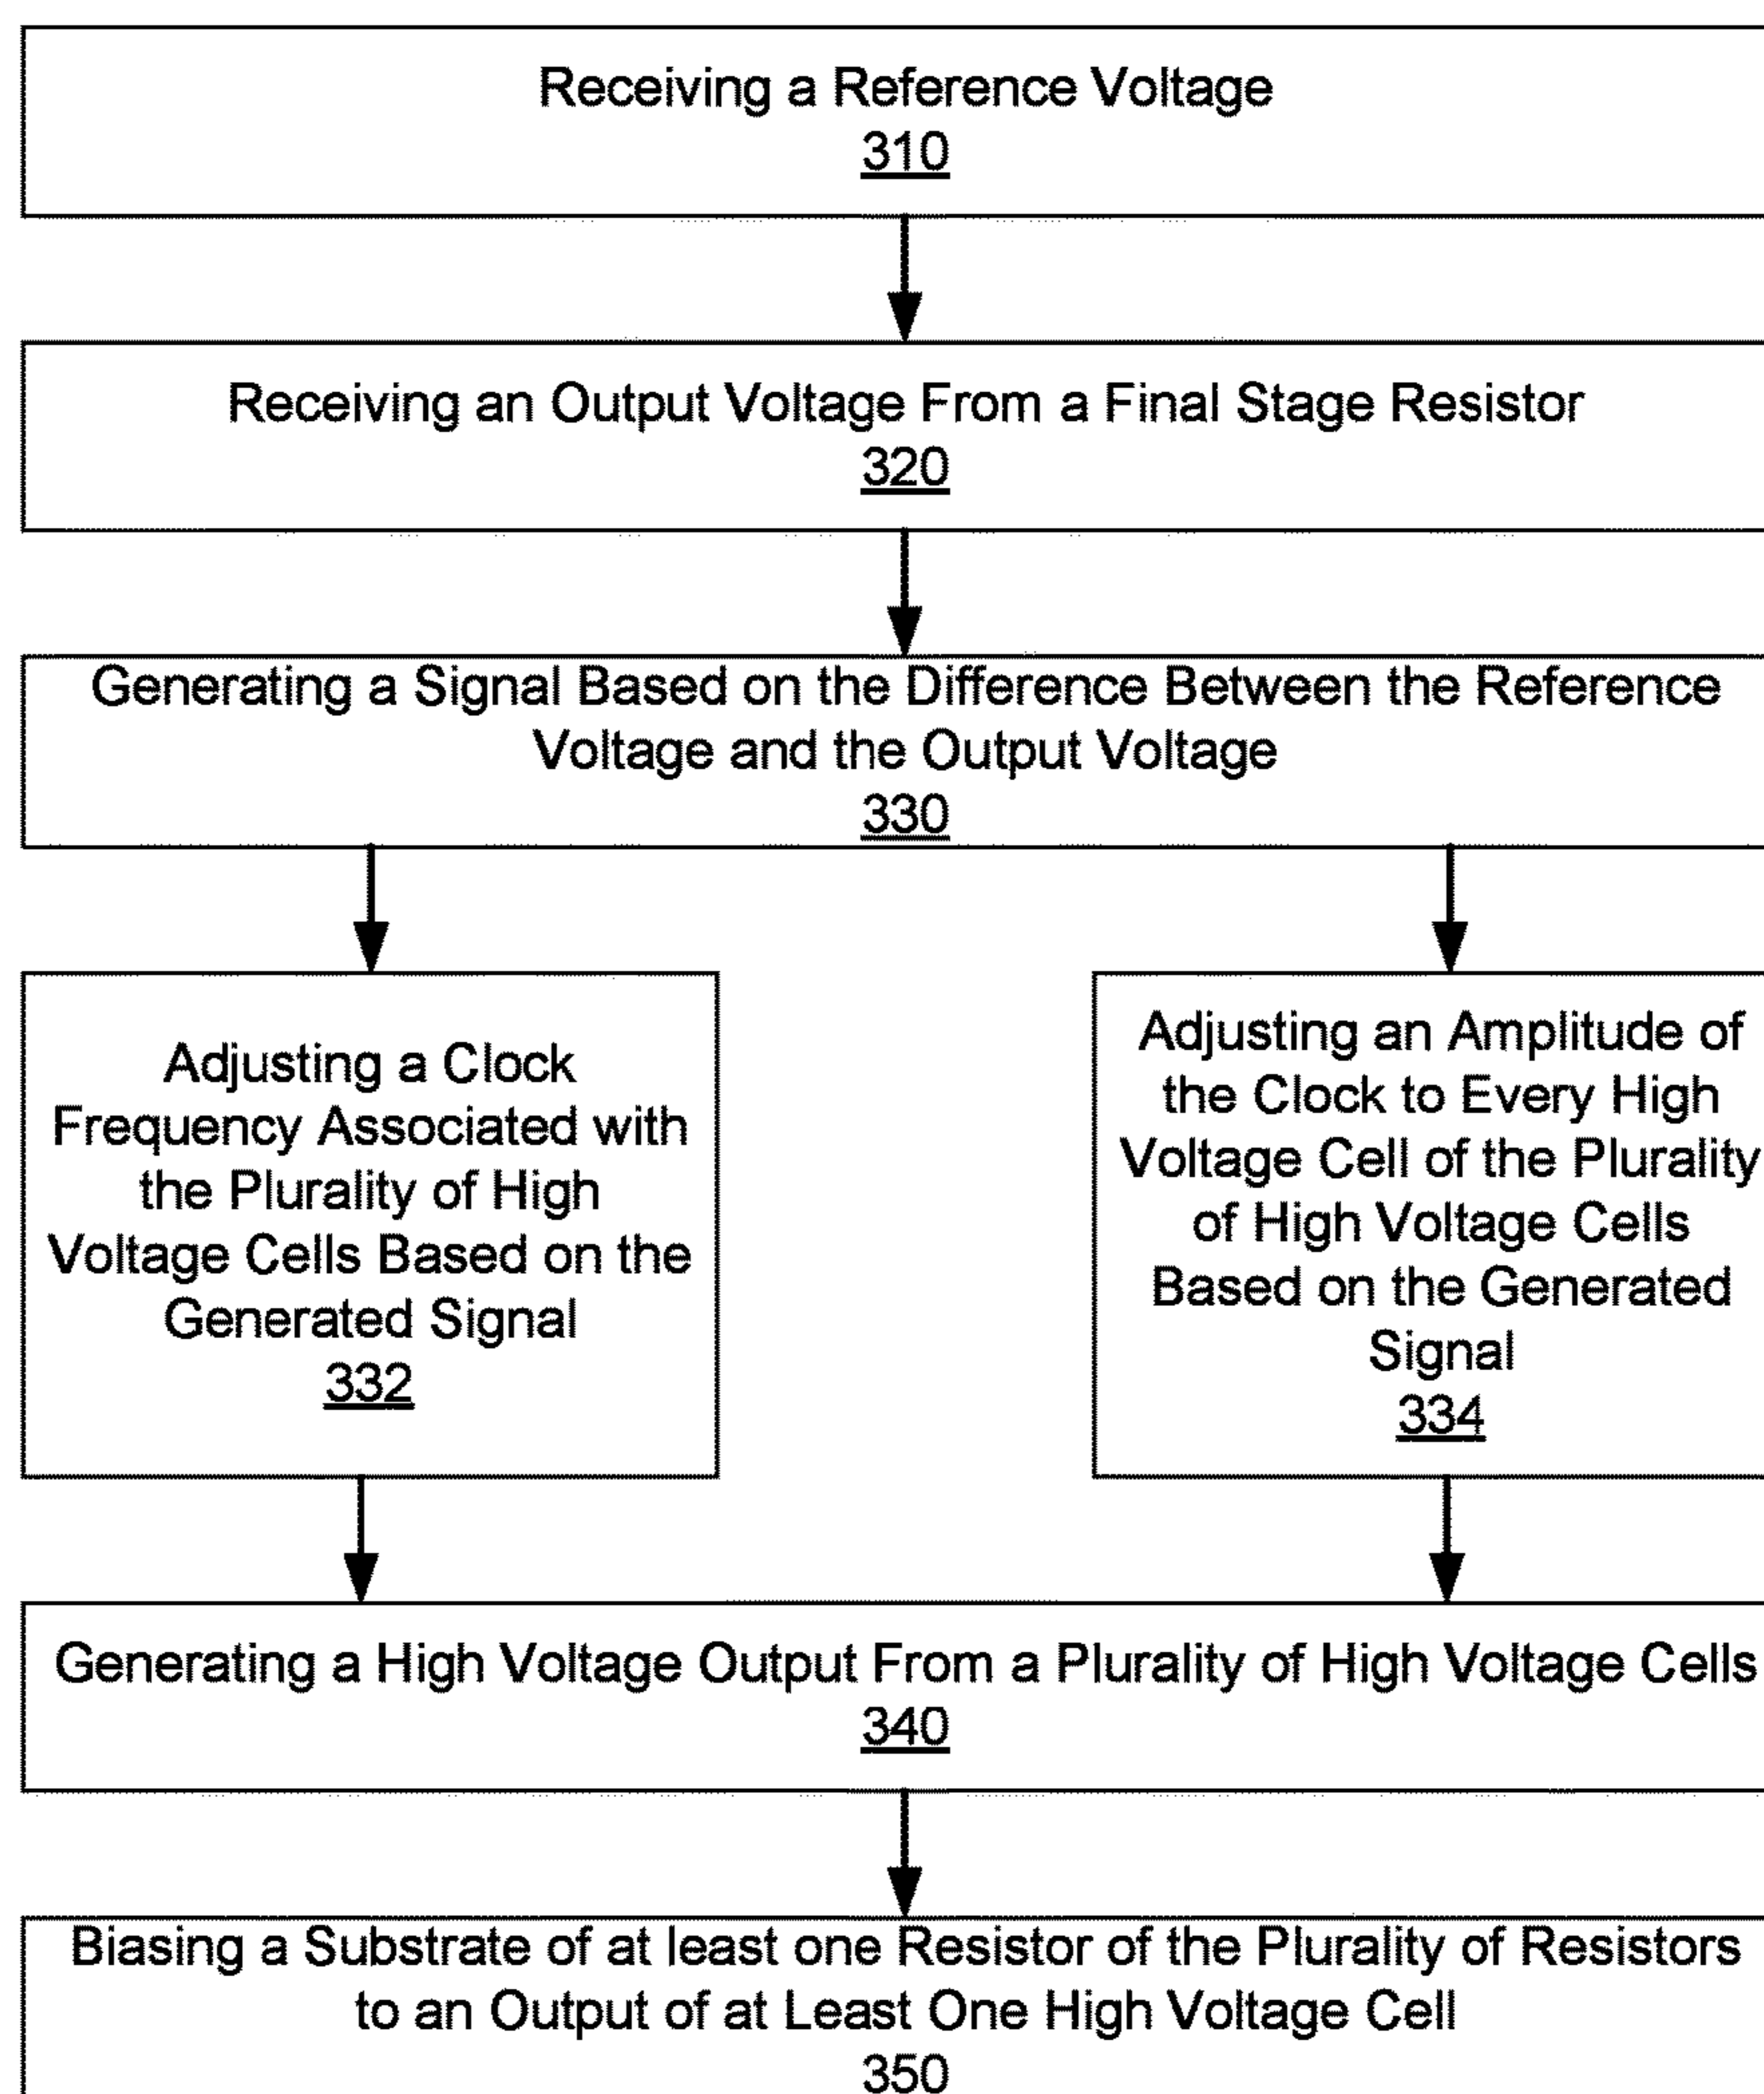 Receiving a Reference Voltage
310
Receiving an Output Voltage From a Final Stage Resistor
320
Generating a Signal Based on the Difference Between the Reference
Voltage and the Output Voltage
330
Adjusting a Clock
Frequency Associated with
the Plurality of High
Voltage Cells Based on the
Generated Signal
332
Adjusting an Amplitude of
the Clock to Every High
Voltage Cell of the Plurality
of High Voltage Cells
Based on the Generated
Signal
334
Generating a High Voltage Output From a Plurality of High Voltage Cells
340
Biasing a Substrate of at least one Resistor of the Plurality of Resistors
to an Output of at Least One High Voltage Cell
350